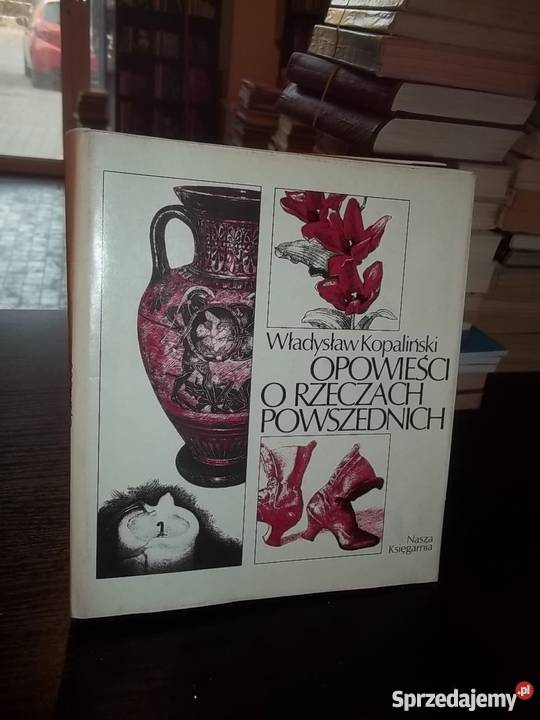 Władysław Kopaliński
OPOWIEŚCI
O RZECZACH
POWSZEDNICH
Nasza
Księgarnia
Sprzedajemy.pl